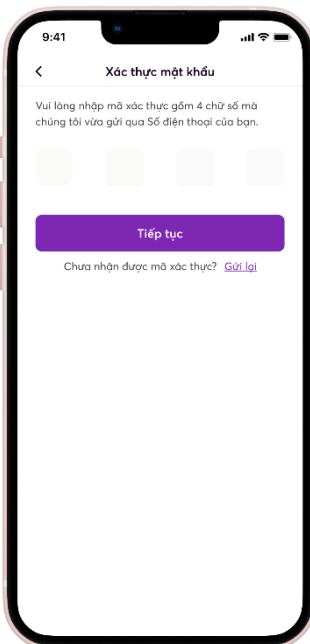 9:41
Xác thực mật khẩu
Vui lòng nhập mã xác thực gồm 4 chữ số mà
chúng tôi vừa gửi qua Số điện thoại của bạn.
Tiếp tục
Chưa nhận được mã xác thực? Gửi lại